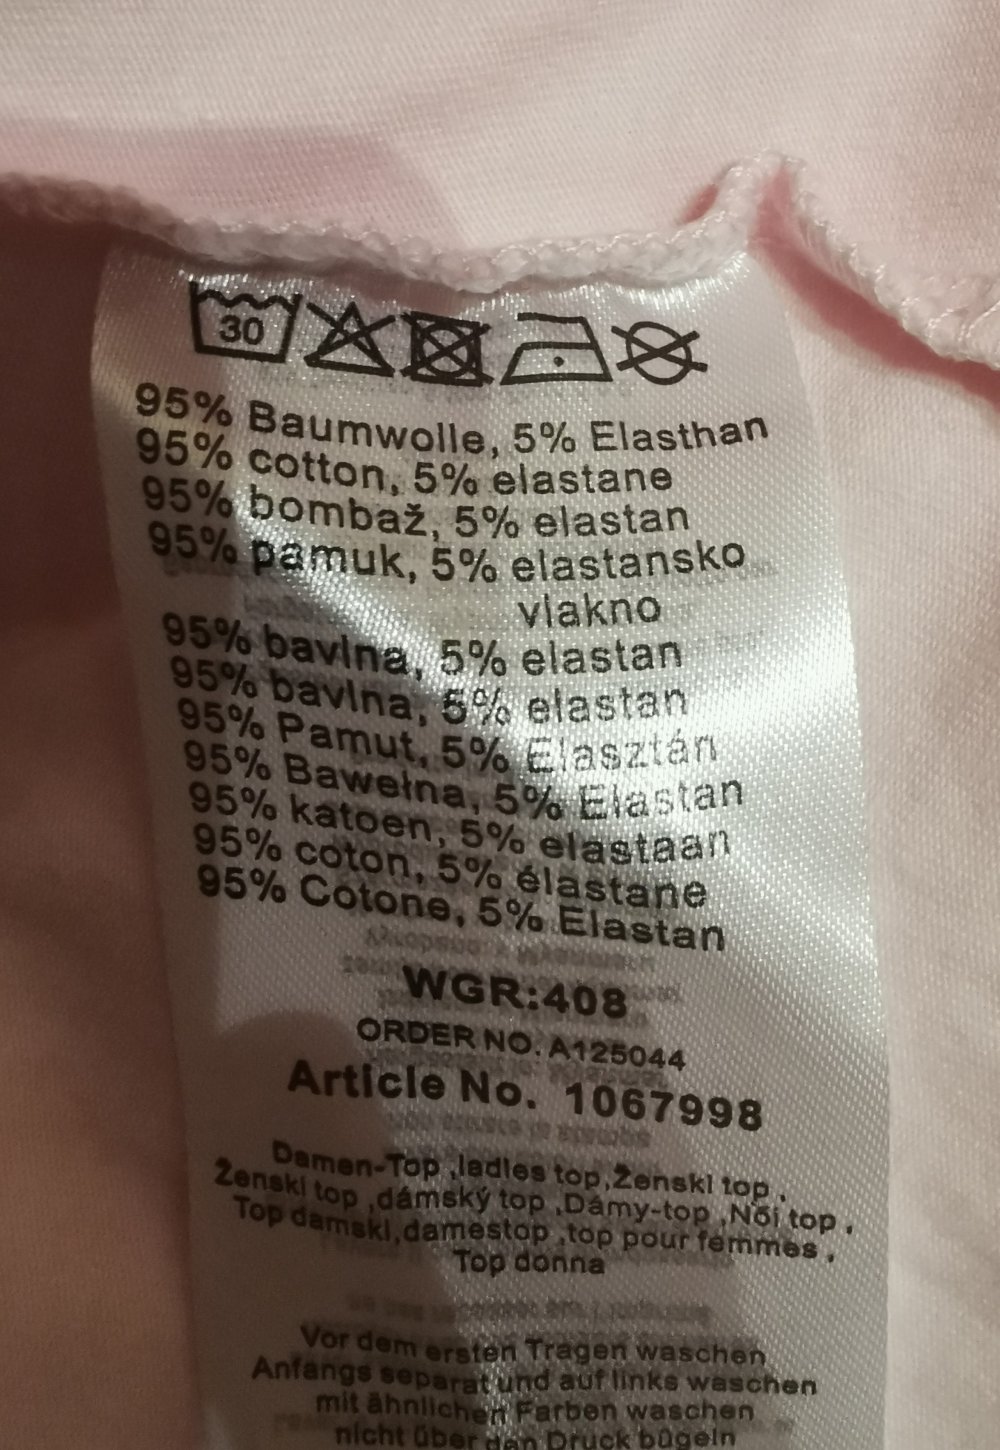 30
95% Baumwolle, 5% Elasthan
95% cotton, 5% elastane
95% bombaž, 5% elastan
95% pamuk, 5% elastansko
vlakno
95% bavlna, 5% elastan
95% bavlna, 5% elastan
95% Pamut, 5% Elasztán
95% Bawełna, 5% Elastan
95% katoen, 5% elastaan
95% coton, 5% élastane
95% Cotone, 5% Elastan
WGR:408
ORDER NO. A125044
Article No. 1067998
Damen-Top ,ladies top,Ženski top ,
Ženski top ,dámský top ,Dámy-top ,Női top ,
Top damski,damestop ,top pour femmes ,
Top donna
Vor dem ersten Tragen waschen
Anfangs separat und auf links waschen
mit ähnlichen Farben waschen
nicht über den Druck bügeln